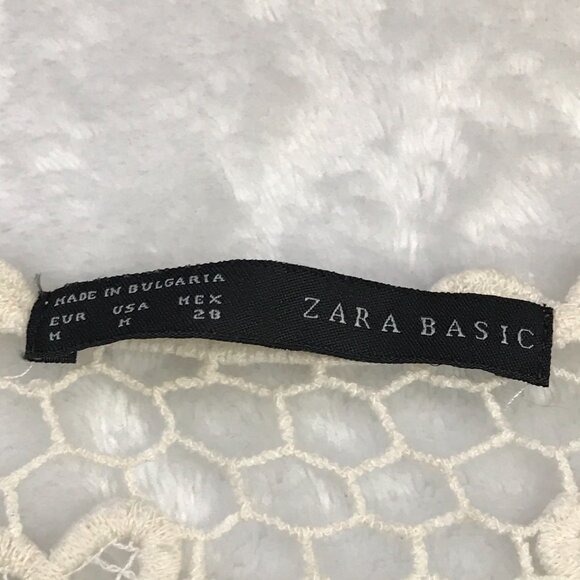 MADE IN BULGARIA
EUR USA MEX
M M 28
ZARA BASIC